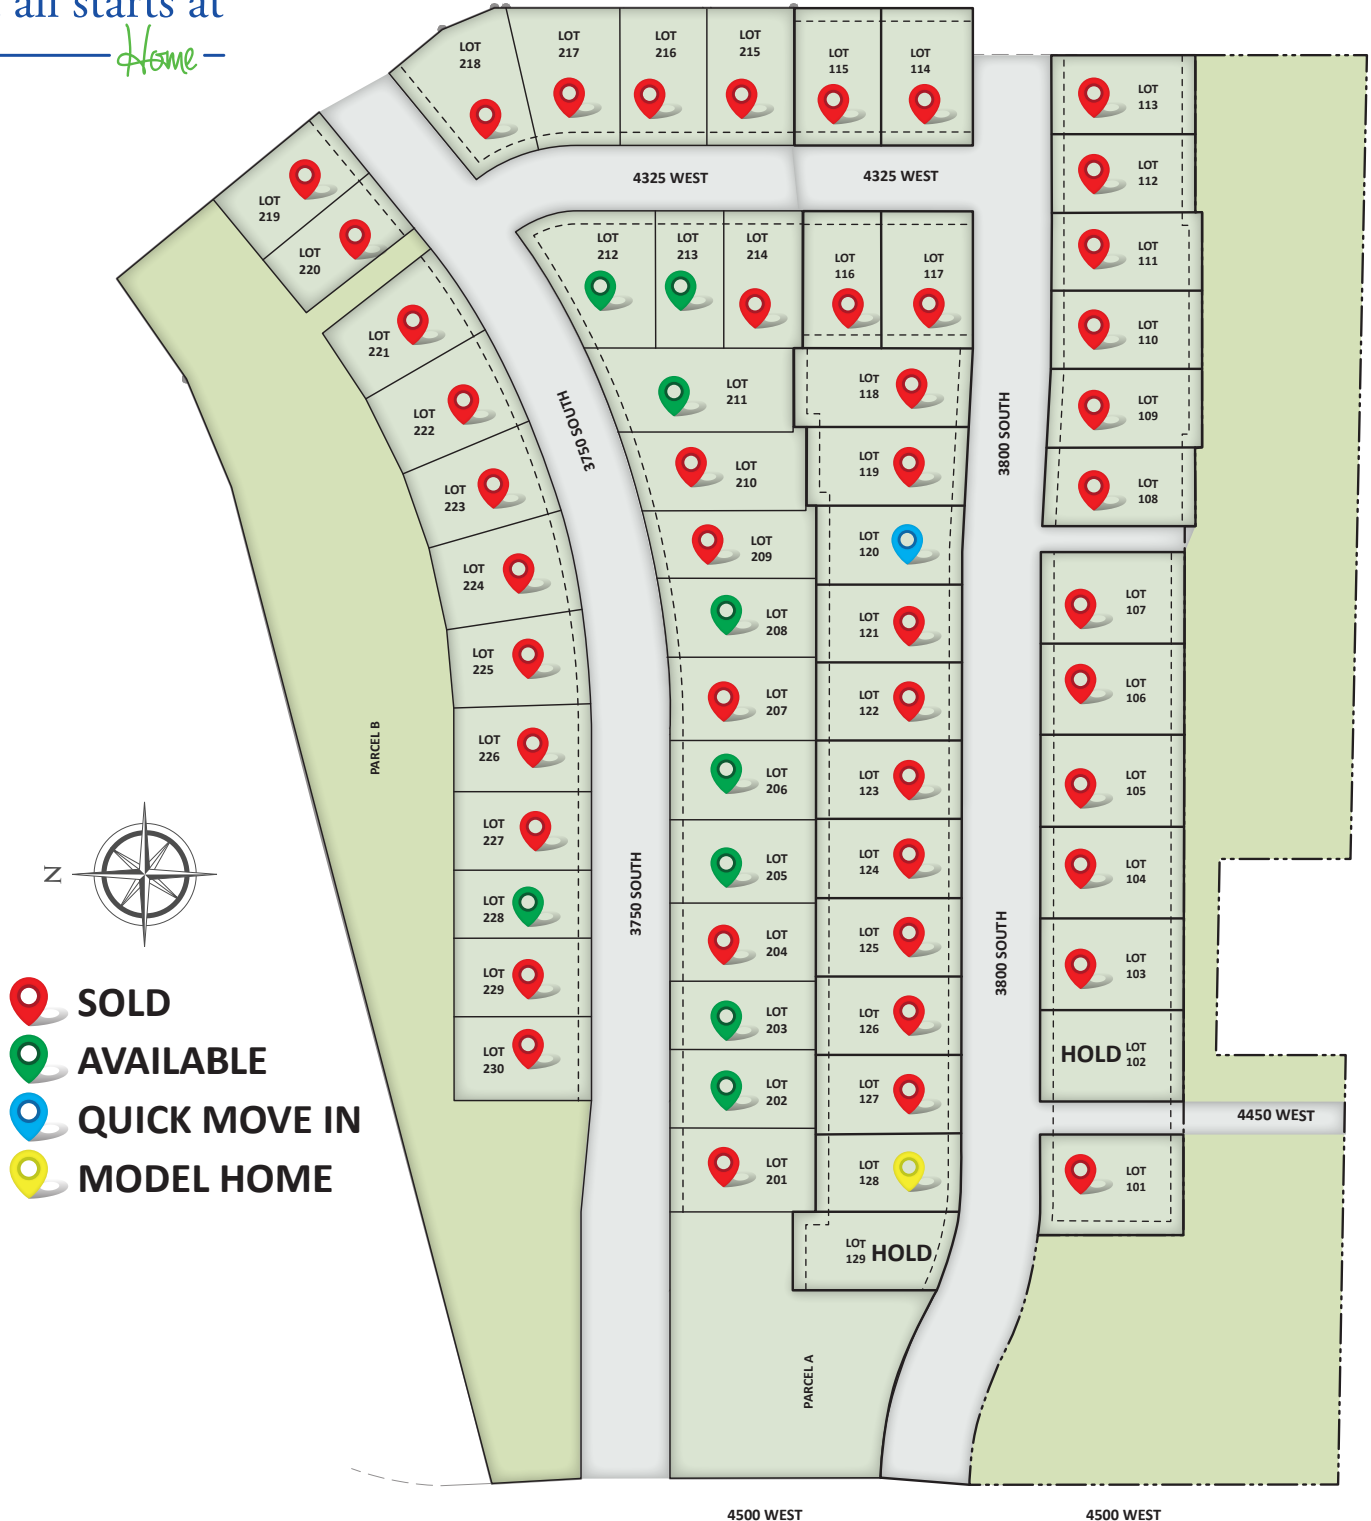 all starts at
Home
LOT
218
LOT
217
LOT
216
LOT
215
LOT
115
LOT
114
LOT
113
LOT
112
LOT
111
LOT
110
LOT
109
LOT
108
4325 WEST
4325 WEST
LOT
219
LOT
220
LOT
221
LOT
222
LOT
223
LOT
224
LOT
225
LOT
226
LOT
227
LOT
228
LOT
229
LOT
230
LOT
212
LOT
213
LOT
214
LOT
116
LOT
117
LOT
211
LOT
210
LOT
209
LOT
208
LOT
207
LOT
206
LOT
205
LOT
204
LOT
203
LOT
202
LOT
201
LOT
118
LOT
119
LOT
120
LOT
121
LOT
122
LOT
123
LOT
124
LOT
125
LOT
126
LOT
127
LOT
128
LOT
129 HOLD
LOT
107
LOT
106
LOT
105
LOT
104
LOT
103
HOLD LOT
102
LOT
101
3750 SOUTH
3750 SOUTH
3800 SOUTH
3800 SOUTH
4450 WEST
PARCEL B
PARCEL A
N
SOLD
AVAILABLE
QUICK MOVE IN
MODEL HOME
4500 WEST
4500 WEST